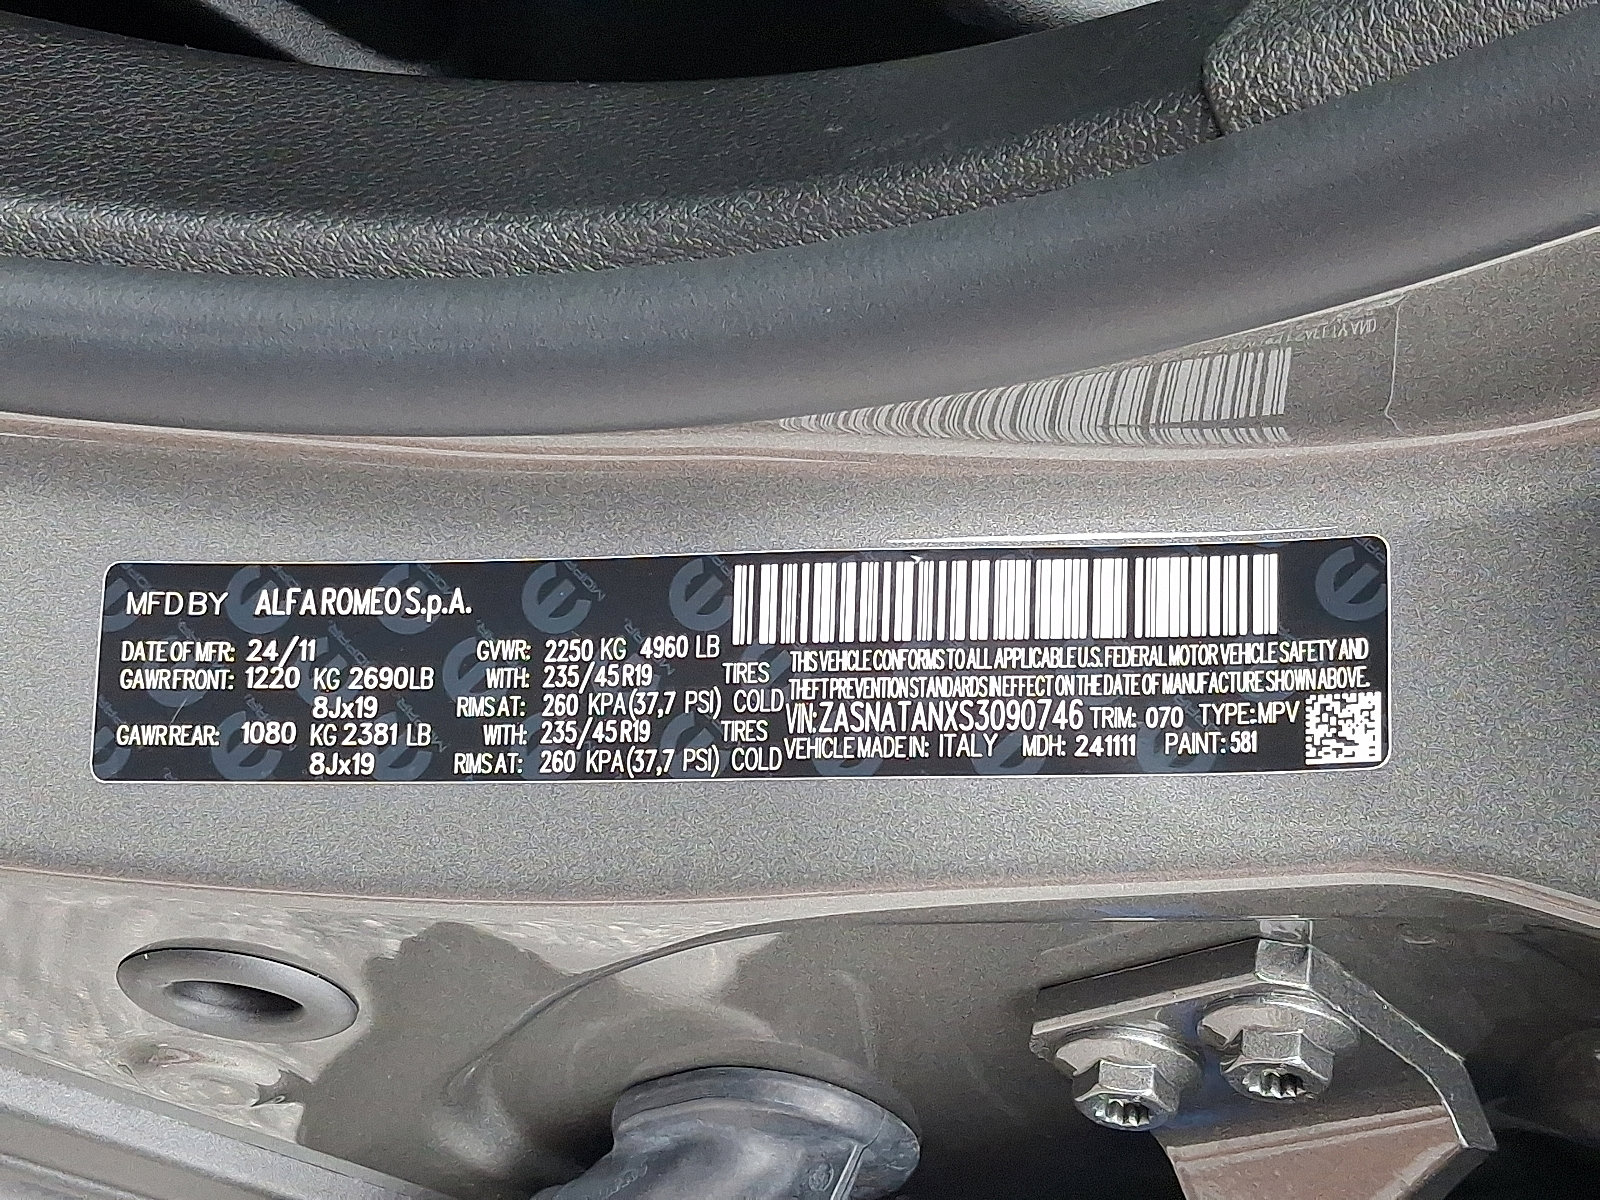 MFD BY ALFA ROMEO S.p.A.
DATE OF MFR: 24/11 GVWR: 2250 KG 4960 LB
GAWR FRONT: 1220 KG 2690LB WITH: 235/45 R19 TIRES
8Jx19 RIMS AT: 260 KPA(37,7 PSI) COLD
GAWR REAR: 1080 KG 2381 LB WITH: 235/45 R19 TIRES
8Jx19 RIMS AT: 260 KPA(37,7 PSI) COLD
THIS VEHICLE CONFORMS TO ALL APPLICABLE U.S. FEDERAL MOTOR VEHICLE SAFETY AND
THEFT PREVENTION STANDARDS IN EFFECT ON THE DATE OF MANUFACTURE SHOWN ABOVE.
VIN:ZASNATANXS3090746 TRIM: 070 TYPE:MPV
VEHICLE MADE IN: ITALY MDH: 241111 PAINT: 581